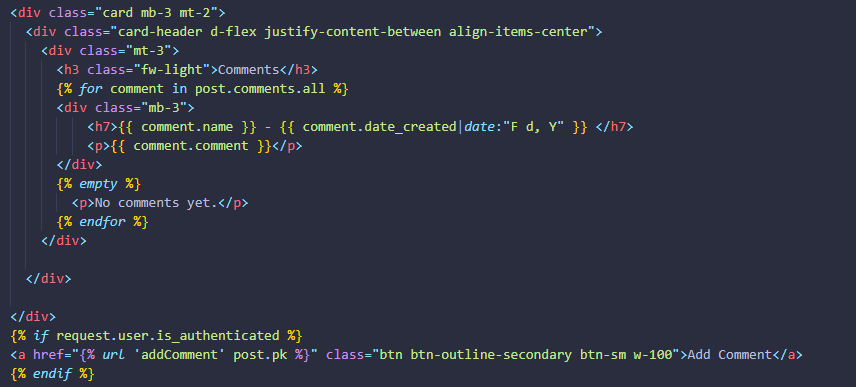 <div class="card mb-3 mt-2">
<div class="card-header d-flex justify-content-between align-items-center">
<div class="mt-3">
<h3 class="fw-light">Comments</h3>
{% for comment in post.comments.all %}
<div class="mb-3">
<h7>{{ comment.name }} - {{ comment.date_created|date:"F d, Y" }} </h7>
<p>{{ comment.comment }}</p>
</div>
{% empty %}
<p>No comments yet.</p>
{% endfor %}
</div>
</div>
</div>
{% if request.user.is_authenticated %}
<a href="{% url 'addComment' post.pk %}" class="btn btn-outline-secondary btn-sm w-100">Add Comment</a>
{% endif %}